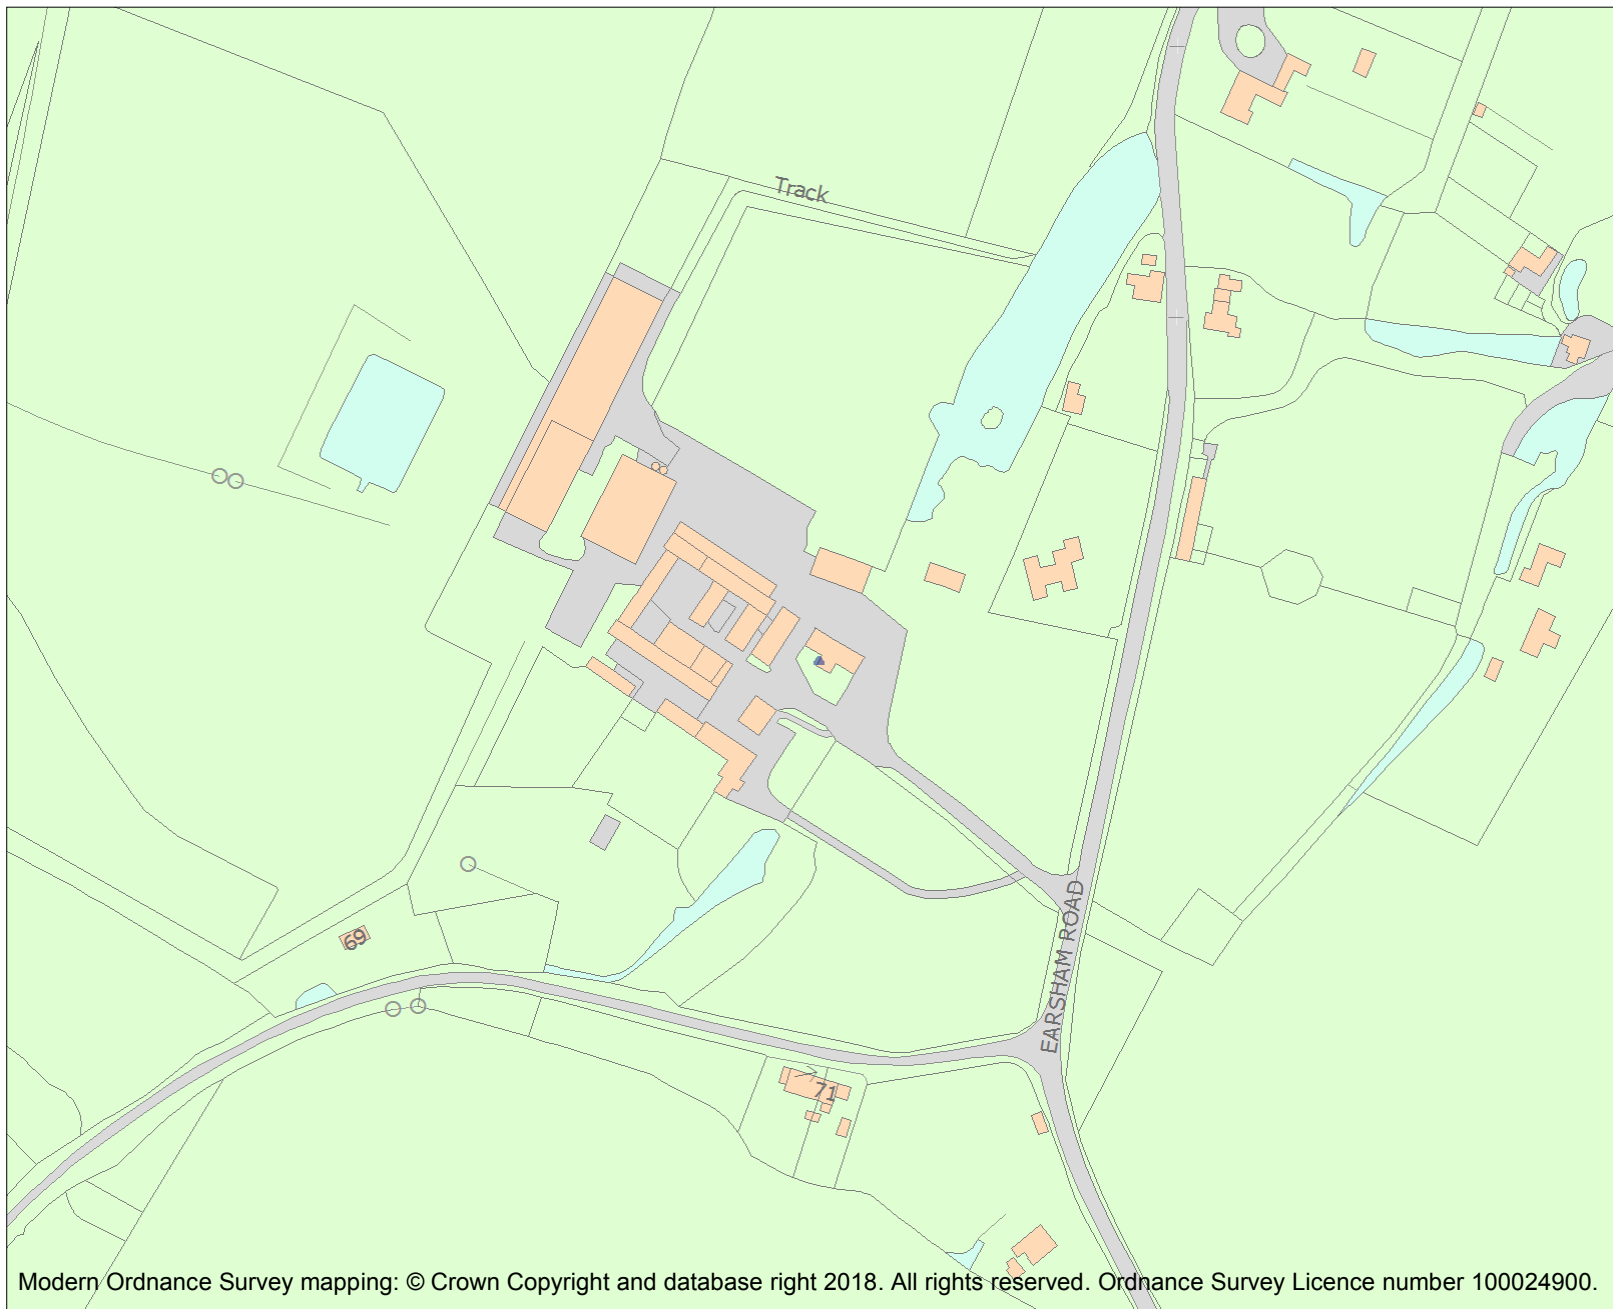 Track
69
EARSHAM ROAD
71
Modern Ordnance Survey mapping: © Crown Copyright and database right 2018. All rights reserved. Ordnance Survey Licence number 100024900.